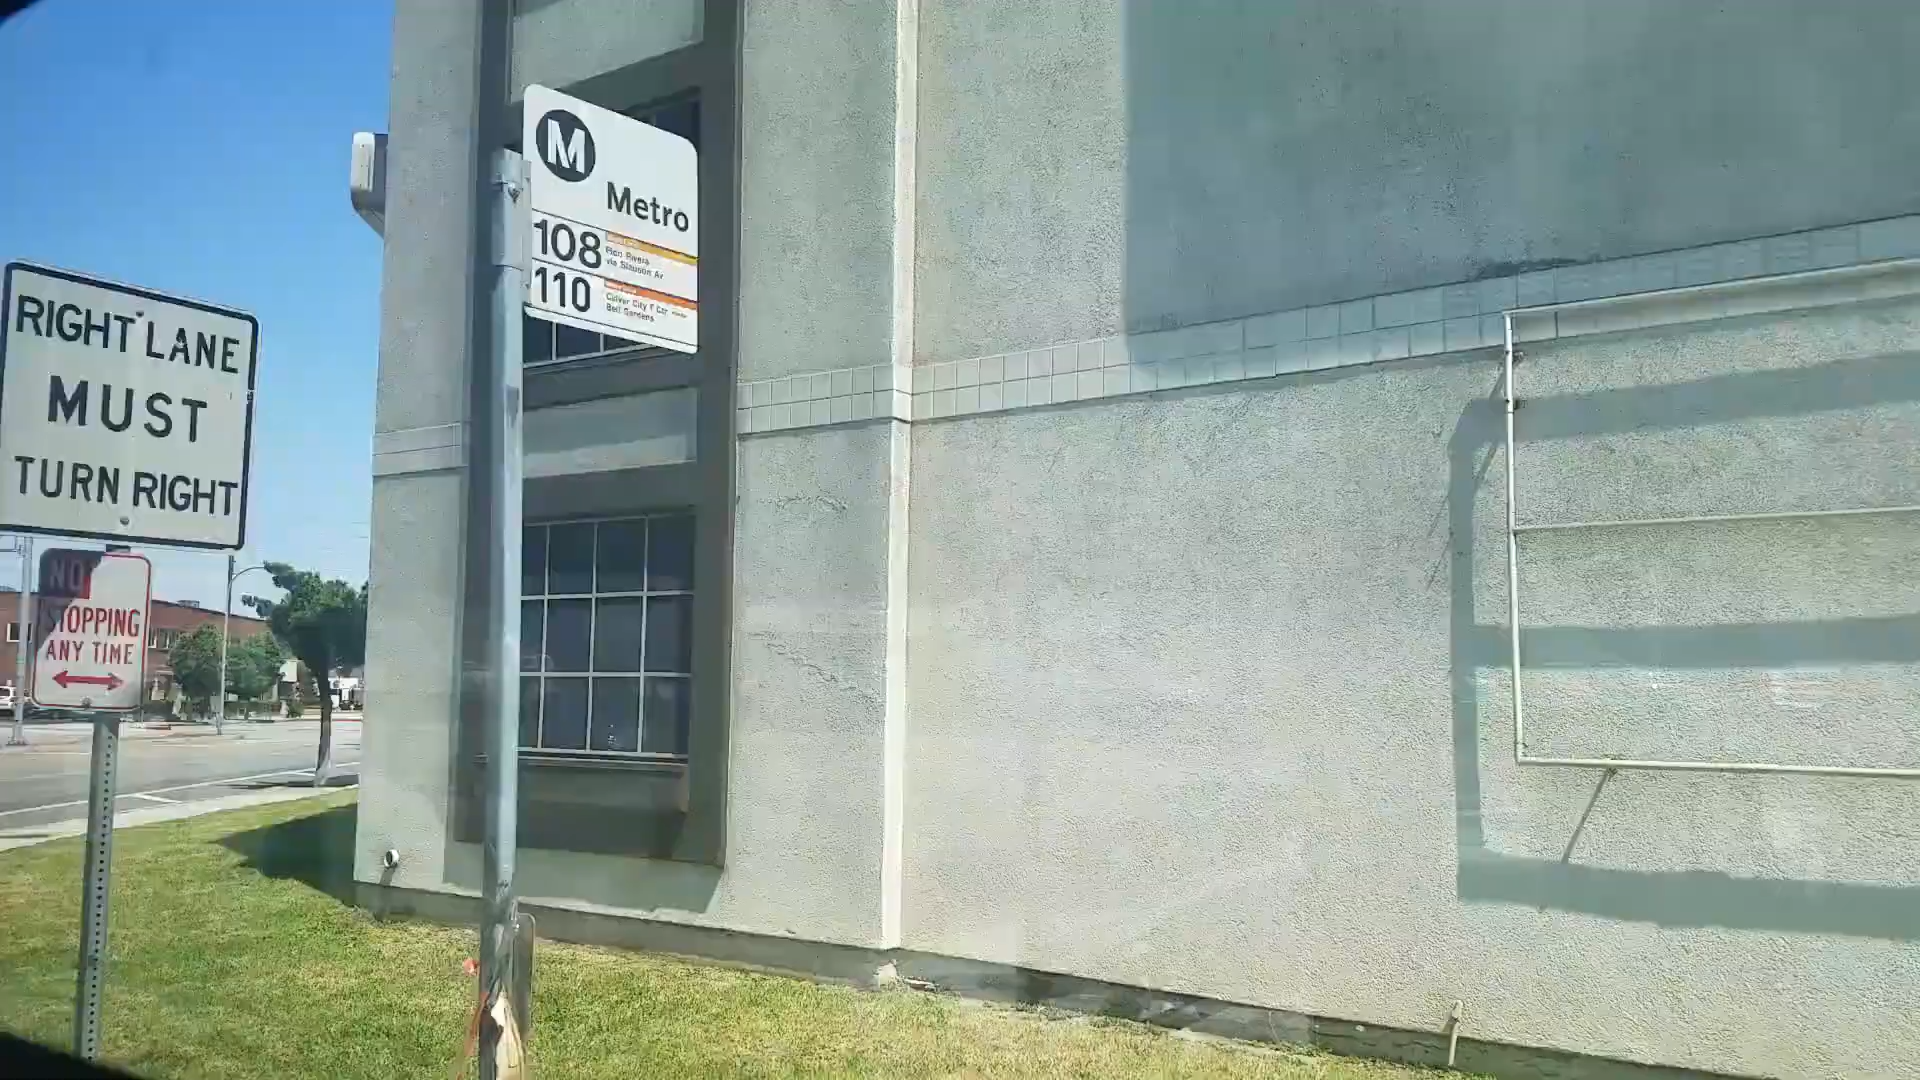 RIGHT LANE
MUST
TURN RIGHT
NO
STOPPING
ANY TIME
M
Metro
108
Pico Rivera
via Slauson Av
110
Culver City T Ctr
Bell Gardens